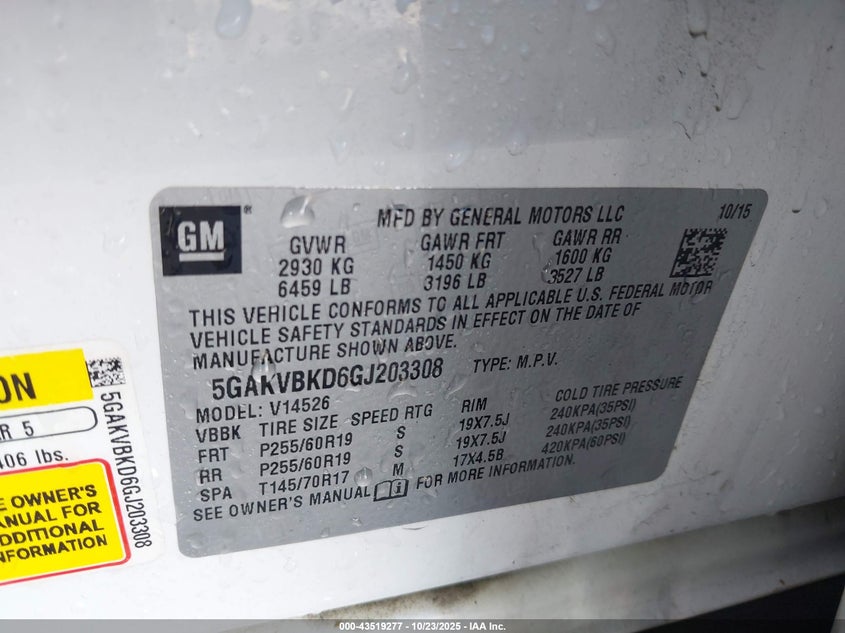 GM
®
MFD BY GENERAL MOTORS LLC
10/15
GVWR GAWR FRT GAWR RR
2930 KG 1450 KG 1600 KG
6459 LB 3196 LB 3527 LB
THIS VEHICLE CONFORMS TO ALL APPLICABLE U.S. FEDERAL MOTOR
VEHICLE SAFETY STANDARDS IN EFFECT ON THE DATE OF
MANUFACTURE SHOWN ABOVE.
5GAKVBKD6GJ203308 TYPE: M.P.V.
MODEL: V14526
VBBK TIRE SIZE SPEED RTG RIM COLD TIRE PRESSURE
FRT P255/60R19 S 19X7.5J 240KPA(35PSI)
RR P255/60R19 S 19X7.5J 240KPA(35PSI)
SPA T145/70R17 M 17X4.5B 420KPA(60PSI)
SEE OWNER'S MANUAL FOR MORE INFORMATION.
ON
R 5
406 lbs.
E OWNER'S
ANUAL FOR
DDITIONAL
NFORMATION
5GAKVBKD6GJ203308
000-43519277 - 10/23/2025 - IAA Inc.